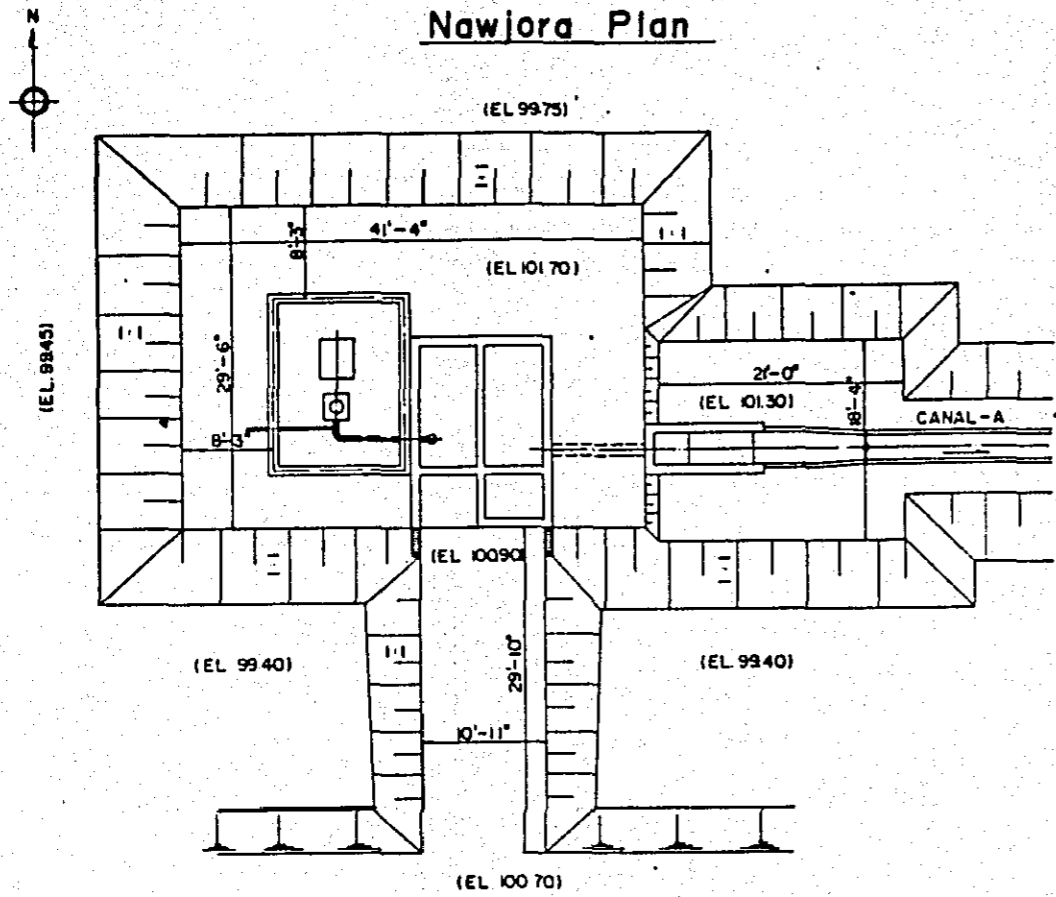 Nawjora Plan
N
(EL 99.75)
41'-4"
8'-3"
1:1
1:1
(EL 101.70)
(EL. 99.45)
1:1
29'-6"
21'-0"
(EL 101.30)
18'-4"
CANAL-A
8'-3"
1:1
(EL 100.90)
1:1
(EL 99.40)
1:1
29'-10"
(EL 99.40)
10'-11"
(EL 100.70)